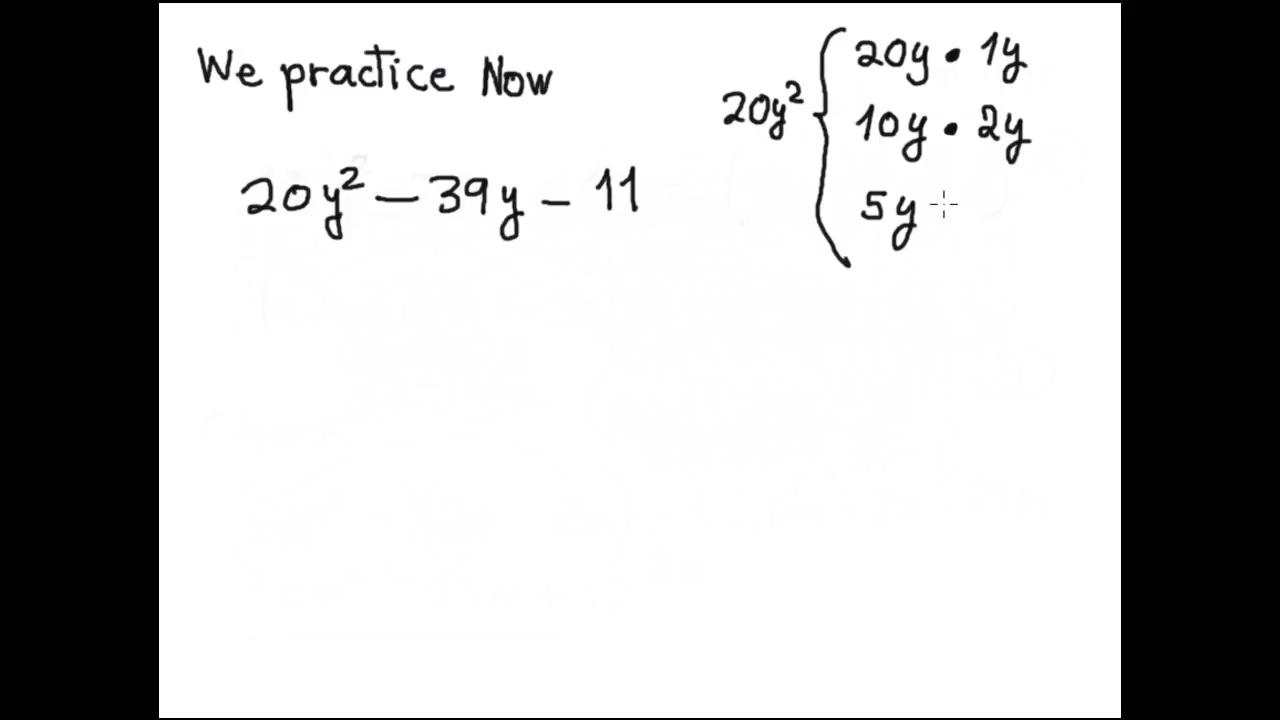 We practice Now
20y² − 39y − 11
20y² {
20y • 1y
10y • 2y
5y